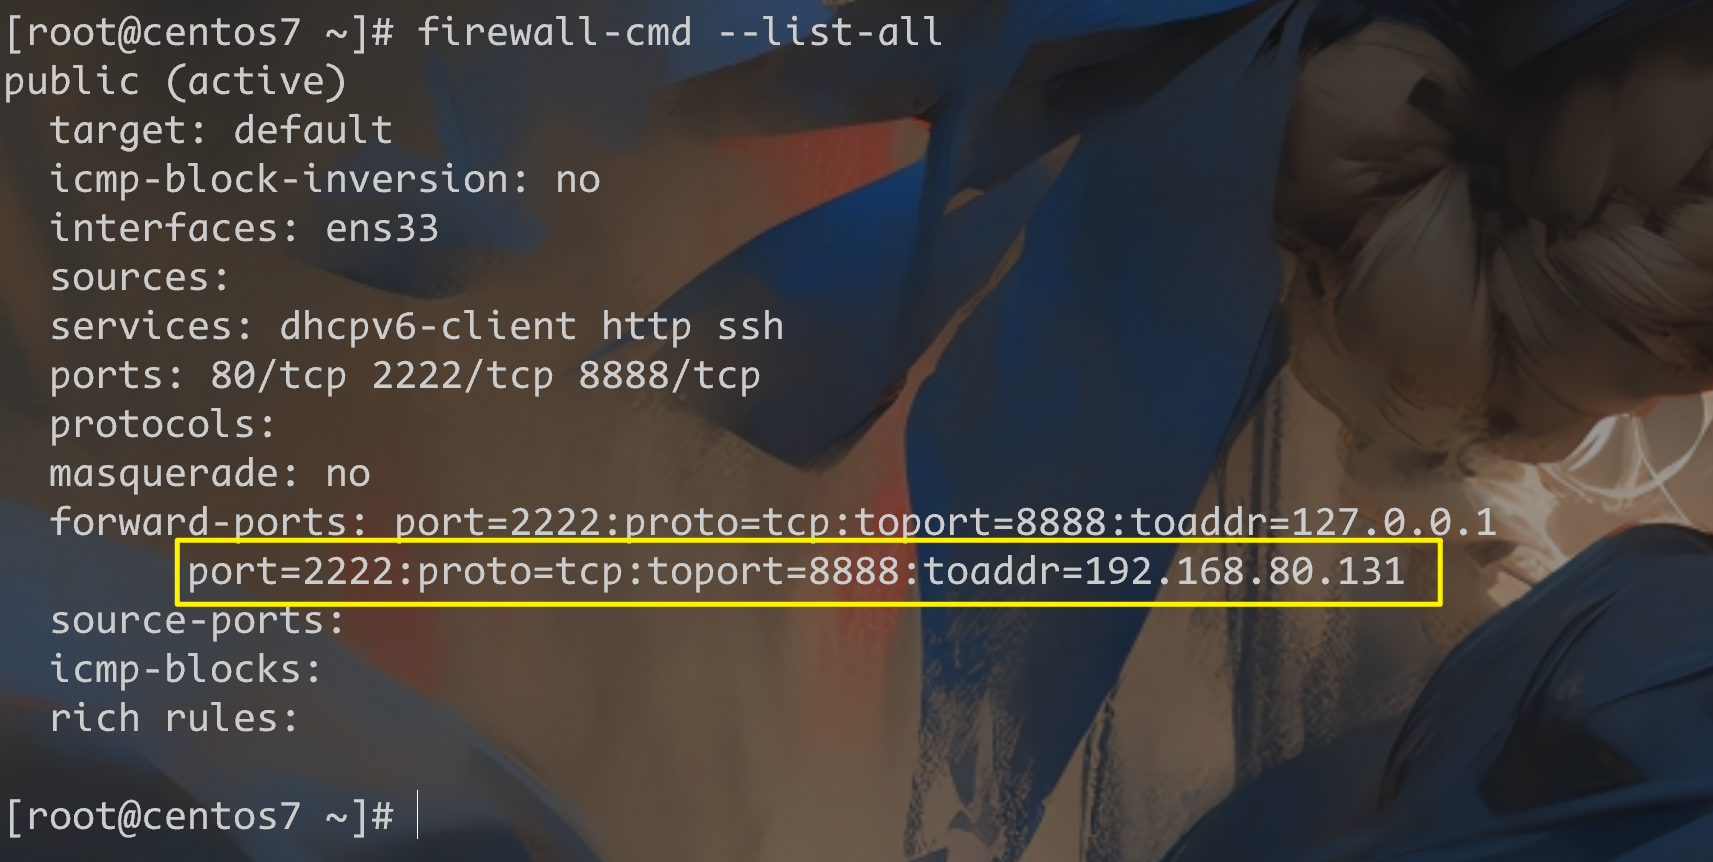 [root@centos7 ~]# firewall-cmd --list-all
public (active)
  target: default
  icmp-block-inversion: no
  interfaces: ens33
  sources:
  services: dhcpv6-client http ssh
  ports: 80/tcp 2222/tcp 8888/tcp
  protocols:
  masquerade: no
  forward-ports: port=2222:proto=tcp:toport=8888:toaddr=127.0.0.1
        port=2222:proto=tcp:toport=8888:toaddr=192.168.80.131
  source-ports:
  icmp-blocks:
  rich rules:
[root@centos7 ~]#